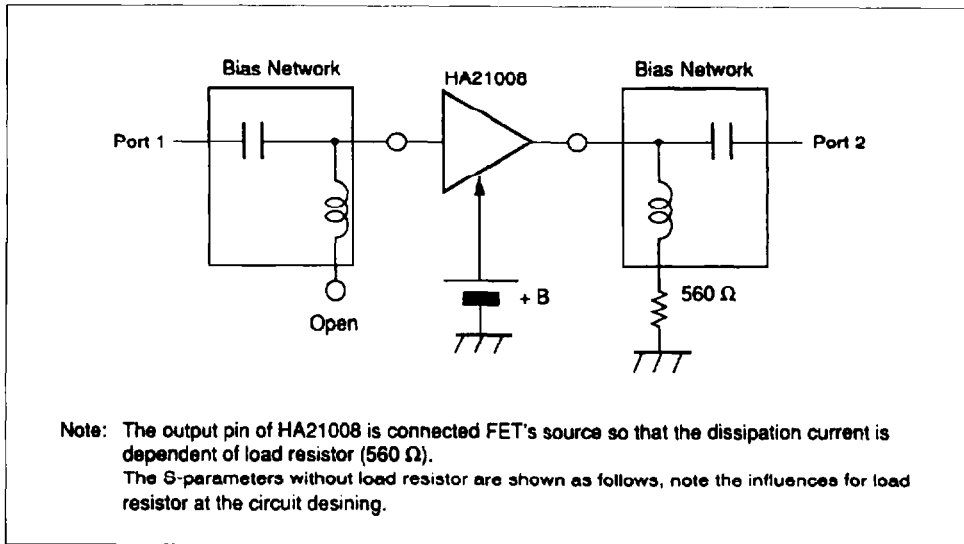 Bias Network
HA21008
Bias Network
Port 1
Port 2
+ B
560 Ω
Open
Note: The output pin of HA21008 is connected FET's source so that the dissipation current is
dependent of load resistor (560 Ω).
The S-parameters without load resistor are shown as follows, note the influences for load
resistor at the circuit desining.